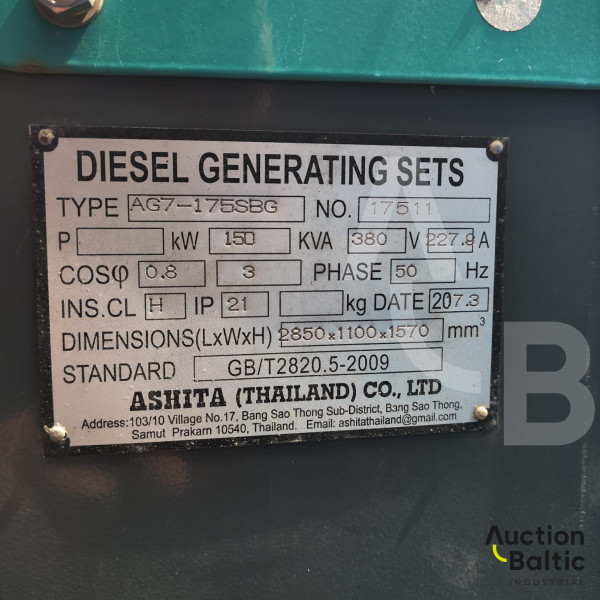 DIESEL GENERATING SETS
TYPE AG7-175SBG NO. 17511
P kW 150 KVA 380 V 227.9 A
COSφ 0.8 3 PHASE 50 Hz
INS.CL H IP 21 kg DATE 207.3
DIMENSIONS(LxWxH) 2850x1100x1570 mm³
STANDARD GB/T2820.5-2009
ASHITA (THAILAND) CO., LTD
Address:103/10 Village No.17, Bang Sao Thong Sub-District, Bang Sao Thong.
Samut Prakarn 10540, Thailand. Email: ashitathailand@gmail.com
AB
Auction
Baltic
INDUSTRIAL